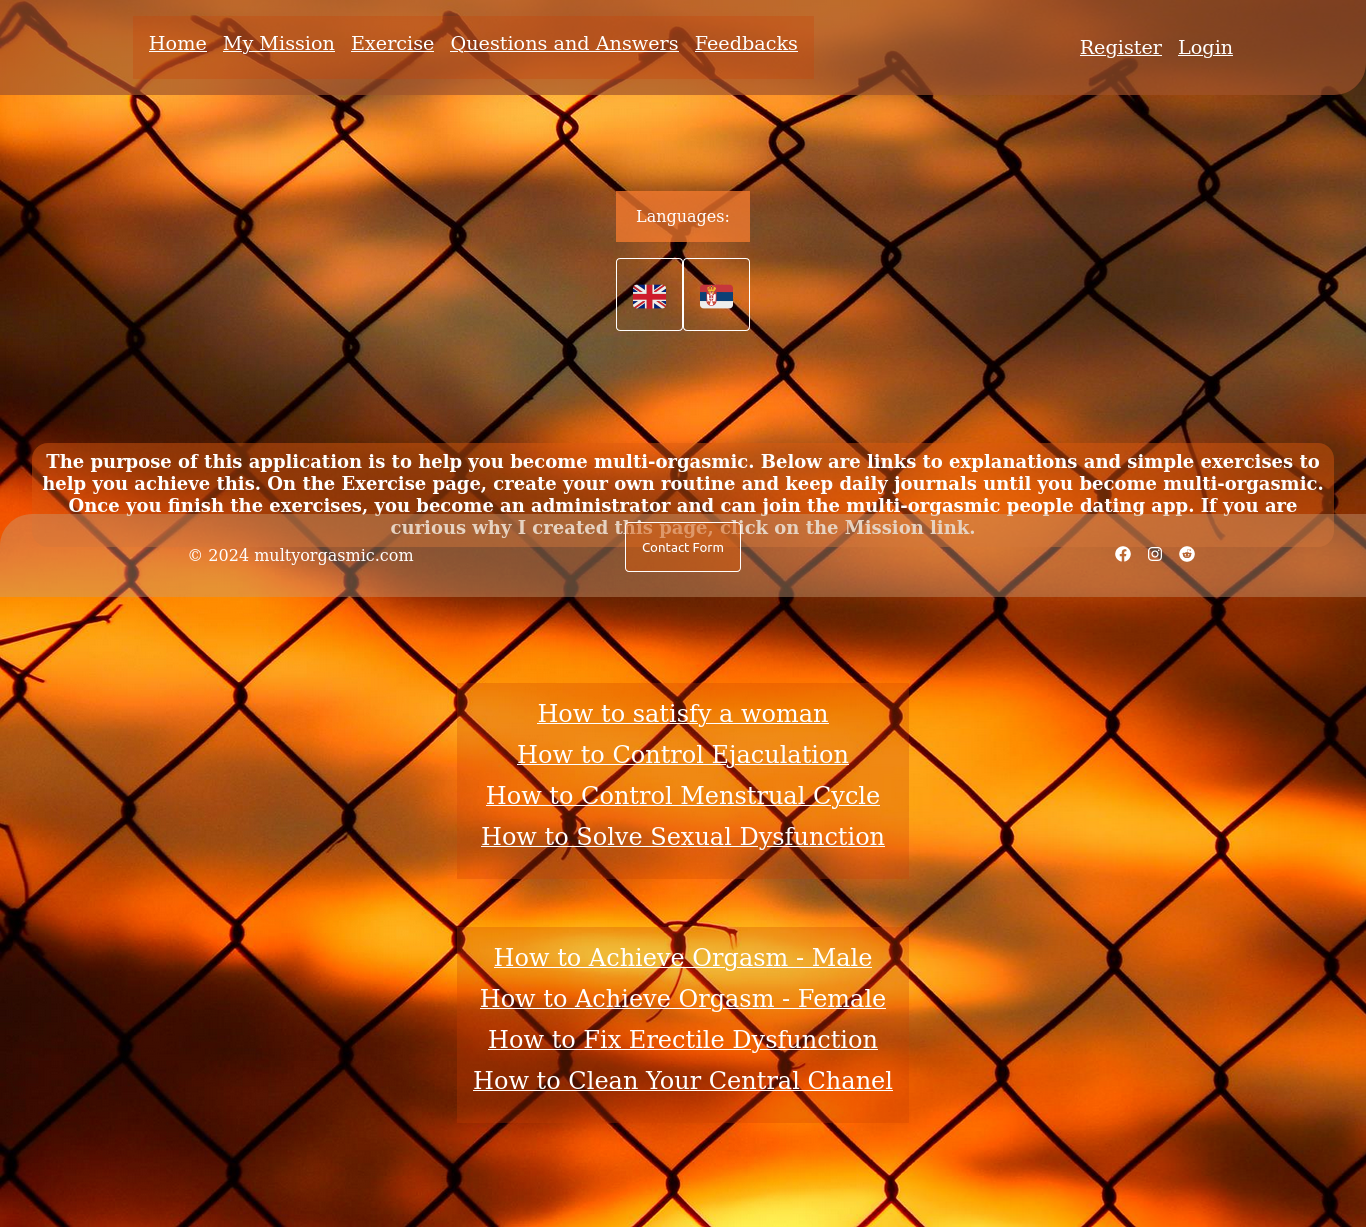 Home My Mission Exercise Questions and Answers Feedbacks
Register Login
Languages:
The purpose of this application is to help you become multi-orgasmic. Below are links to explanations and simple exercises to
help you achieve this. On the Exercise page, create your own routine and keep daily journals until you become multi-orgasmic.
Once you finish the exercises, you become an administrator and can join the multi-orgasmic people dating app. If you are
curious why I created this page, click on the Mission link.
© 2024 multyorgasmic.com
Contact Form
How to satisfy a woman
How to Control Ejaculation
How to Control Menstrual Cycle
How to Solve Sexual Dysfunction
How to Achieve Orgasm - Male
How to Achieve Orgasm - Female
How to Fix Erectile Dysfunction
How to Clean Your Central Chanel